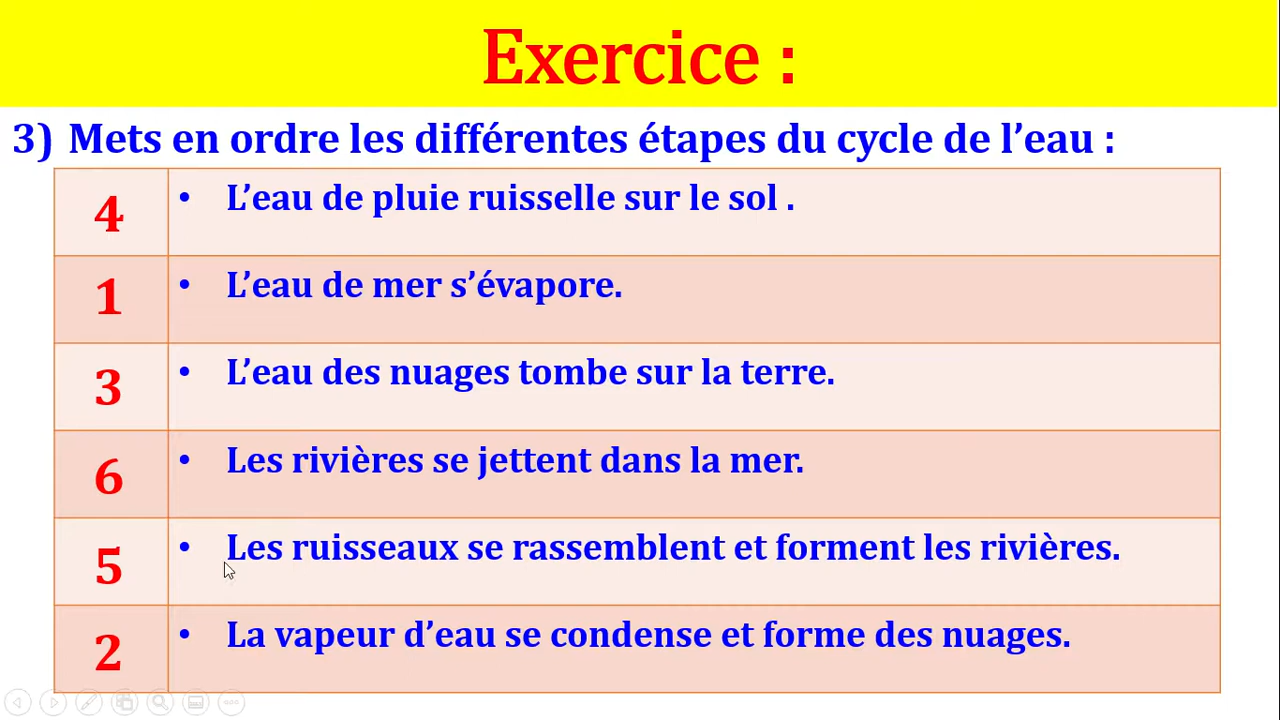 Exercice :
3) Mets en ordre les différentes étapes du cycle de l’eau :
4 • L’eau de pluie ruisselle sur le sol .
1 • L’eau de mer s’évapore.
3 • L’eau des nuages tombe sur la terre.
6 • Les rivières se jettent dans la mer.
5 • Les ruisseaux se rassemblent et forment les rivières.
2 • La vapeur d’eau se condense et forme des nuages.